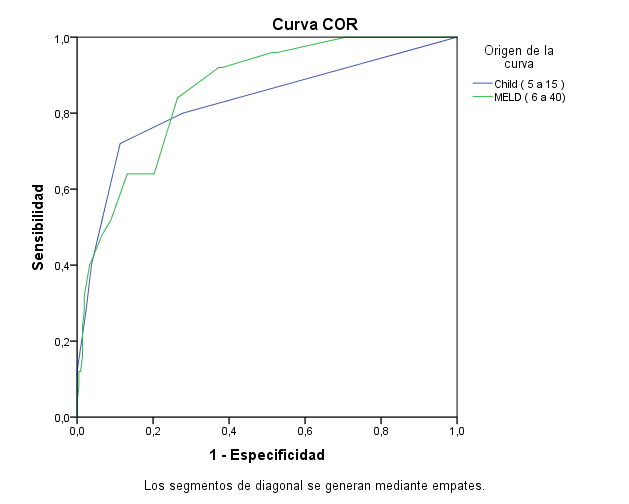 Curva COR
Origen de la
curva
Child ( 5 a 15 )
MELD ( 6 a 40)
1,0
0,8
0,6
0,4
0,2
0,0
Sensibilidad
0,0 0,2 0,4 0,6 0,8 1,0
1 - Especificidad
Los segmentos de diagonal se generan mediante empates.